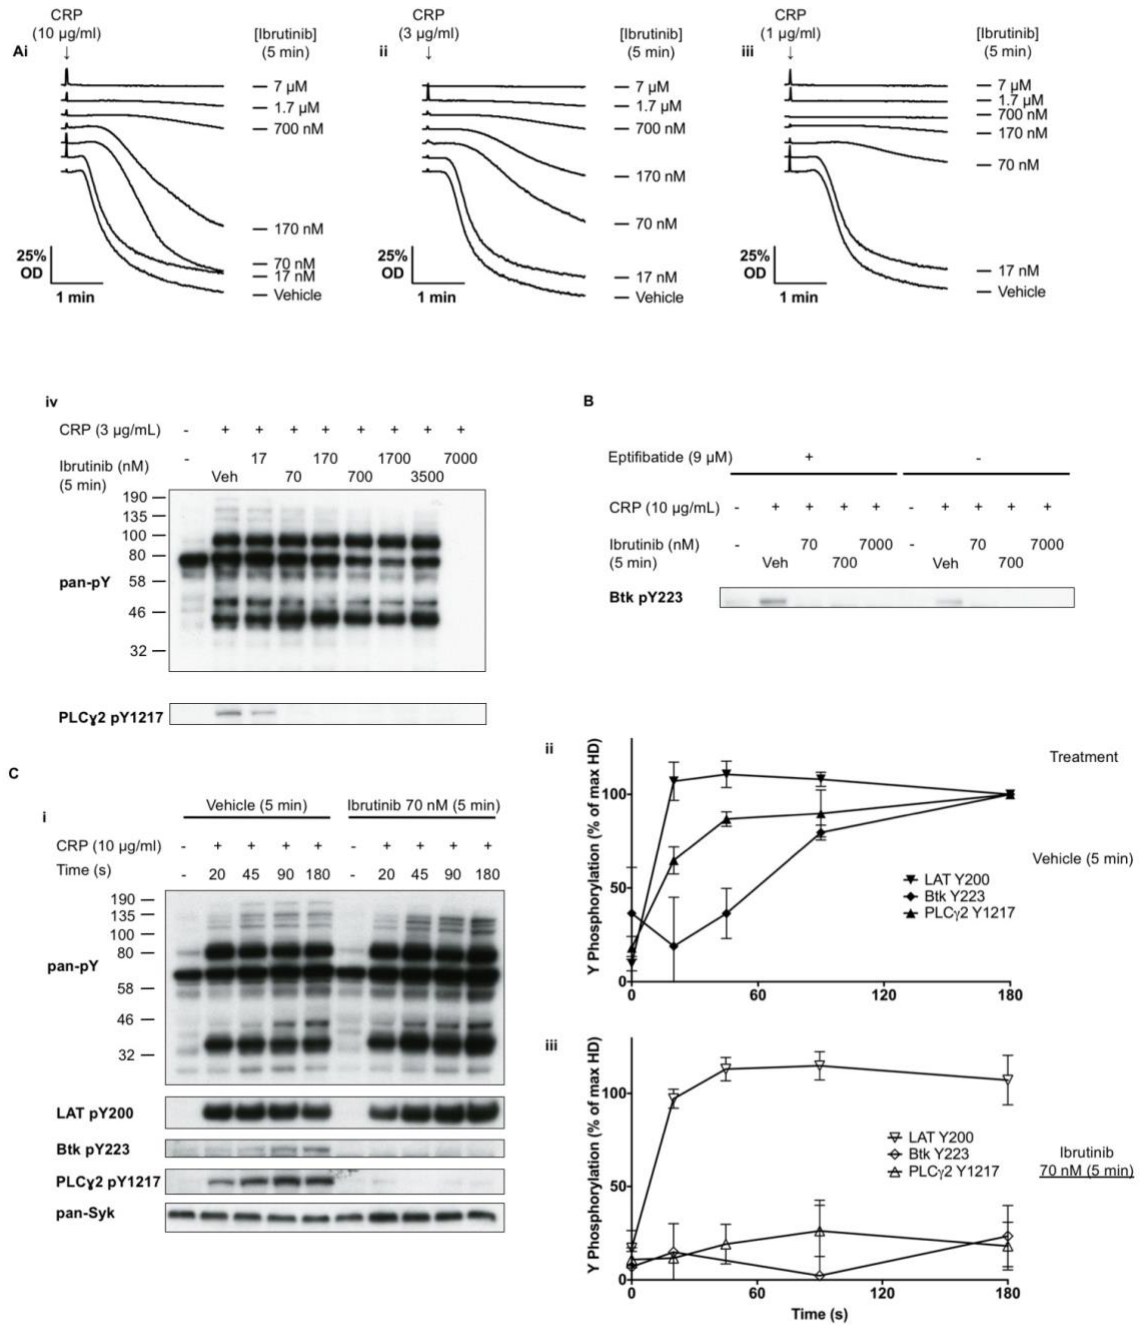 CRP
(10 µg/ml)
↓
Ai
[Ibrutinib]
(5 min)
7 µM
1.7 µM
700 nM
170 nM
70 nM
17 nM
Vehicle
25%
OD
1 min
CRP
(3 µg/ml)
↓
ii
[Ibrutinib]
(5 min)
7 µM
1.7 µM
700 nM
170 nM
70 nM
17 nM
Vehicle
25%
OD
1 min
CRP
(1 µg/ml)
↓
iii
[Ibrutinib]
(5 min)
7 µM
1.7 µM
700 nM
170 nM
70 nM
17 nM
Vehicle
25%
OD
1 min
iv
CRP (3 µg/mL) - + + + + + + + +
Ibrutinib (nM) - 17 170 1700 7000
(5 min) Veh 70 700 3500
190
135
100
80
pan-pY
58
46
32
PLCɣ2 pY1217
B
Eptifibatide (9 µM) + -
CRP (10 µg/mL) - + + + + - + + + +
Ibrutinib (nM) - 70 7000 - 70 7000
(5 min) Veh 700 Veh 700
Btk pY223
C
i
Vehicle (5 min) Ibrutinib 70 nM (5 min)
CRP (10 µg/ml) - + + + + - + + + +
Time (s) - 20 45 90 180 - 20 45 90 180
190
135
100
80
pan-pY
58
46
32
LAT pY200
Btk pY223
PLCɣ2 pY1217
pan-Syk
ii
Y Phosphorylation (% of max HD)
100
50
0
0 60 120 180
LAT Y200
Btk Y223
PLCγ2 Y1217
Treatment
Vehicle (5 min)
iii
Y Phosphorylation (% of max HD)
100
50
0
0 60 120 180
Time (s)
LAT Y200
Btk Y223
PLCγ2 Y1217
Ibrutinib
70 nM (5 min)